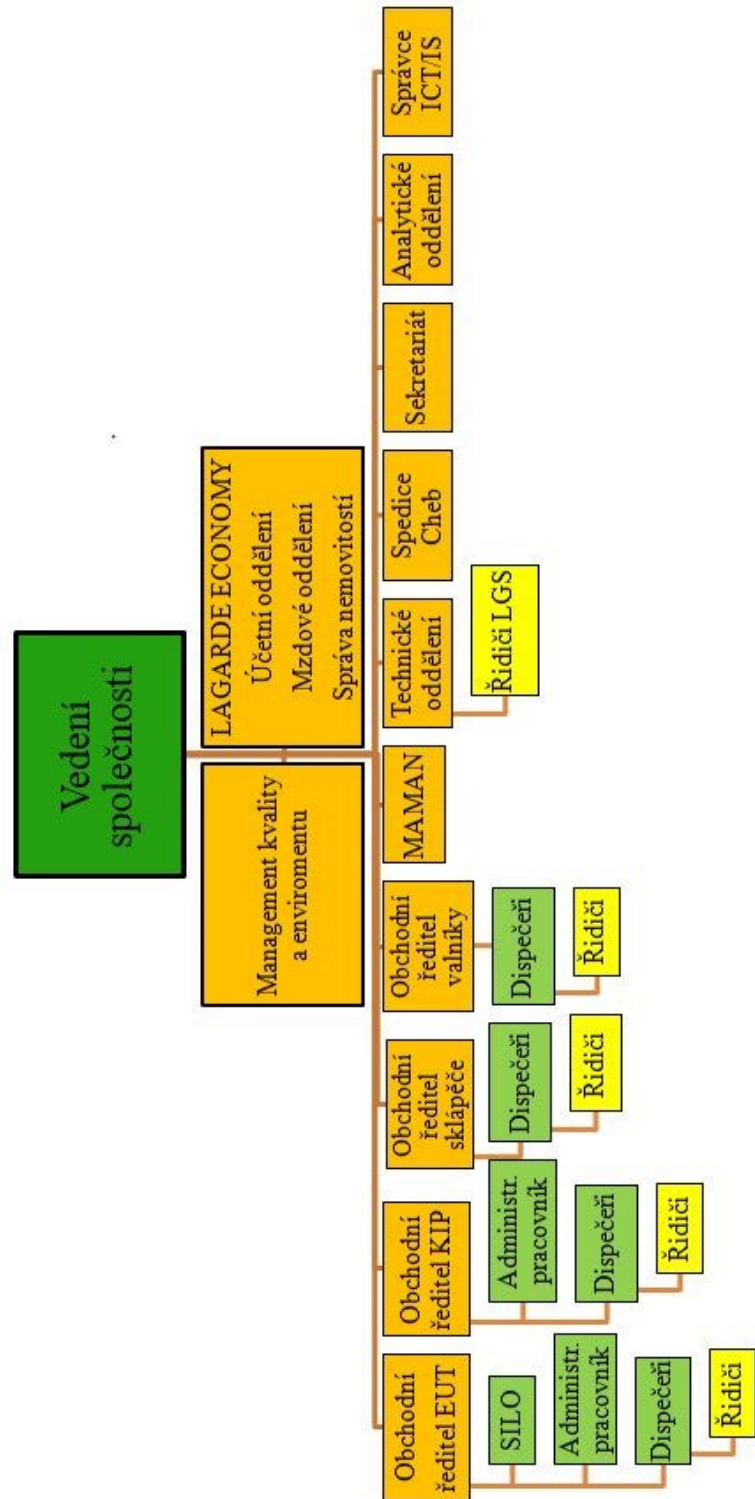 Vedení
společnosti
Management kvality
a enviromentu
LAGARDE ECONOMY
Účetní oddělení
Mzdové oddělení
Správa nemovitostí
Obchodní
ředitel EUT
SILO
Administr.
pracovník
Dispečeři
Řidiči
Obchodní
ředitel KIP
Administr.
pracovník
Dispečeři
Řidiči
Obchodní
ředitel
sklápěče
Dispečeři
Řidiči
Obchodní
ředitel
valníky
Dispečeři
Řidiči
MAMAN
Technické
oddělení
Řidiči LGS
Spedice
Cheb
Sekretariát
Analytické
oddělení
Správce
ICT/IS